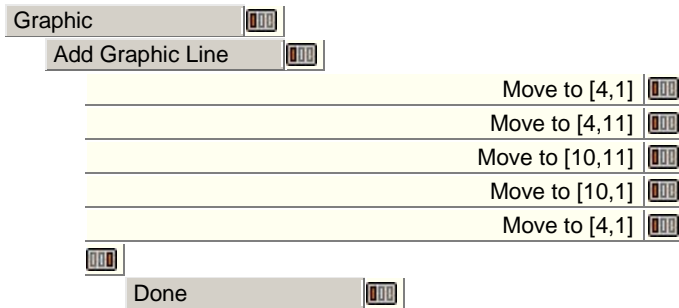 Graphic
Add Graphic Line
Move to [4,1]
Move to [4,11]
Move to [10,11]
Move to [10,1]
Move to [4,1]
Done